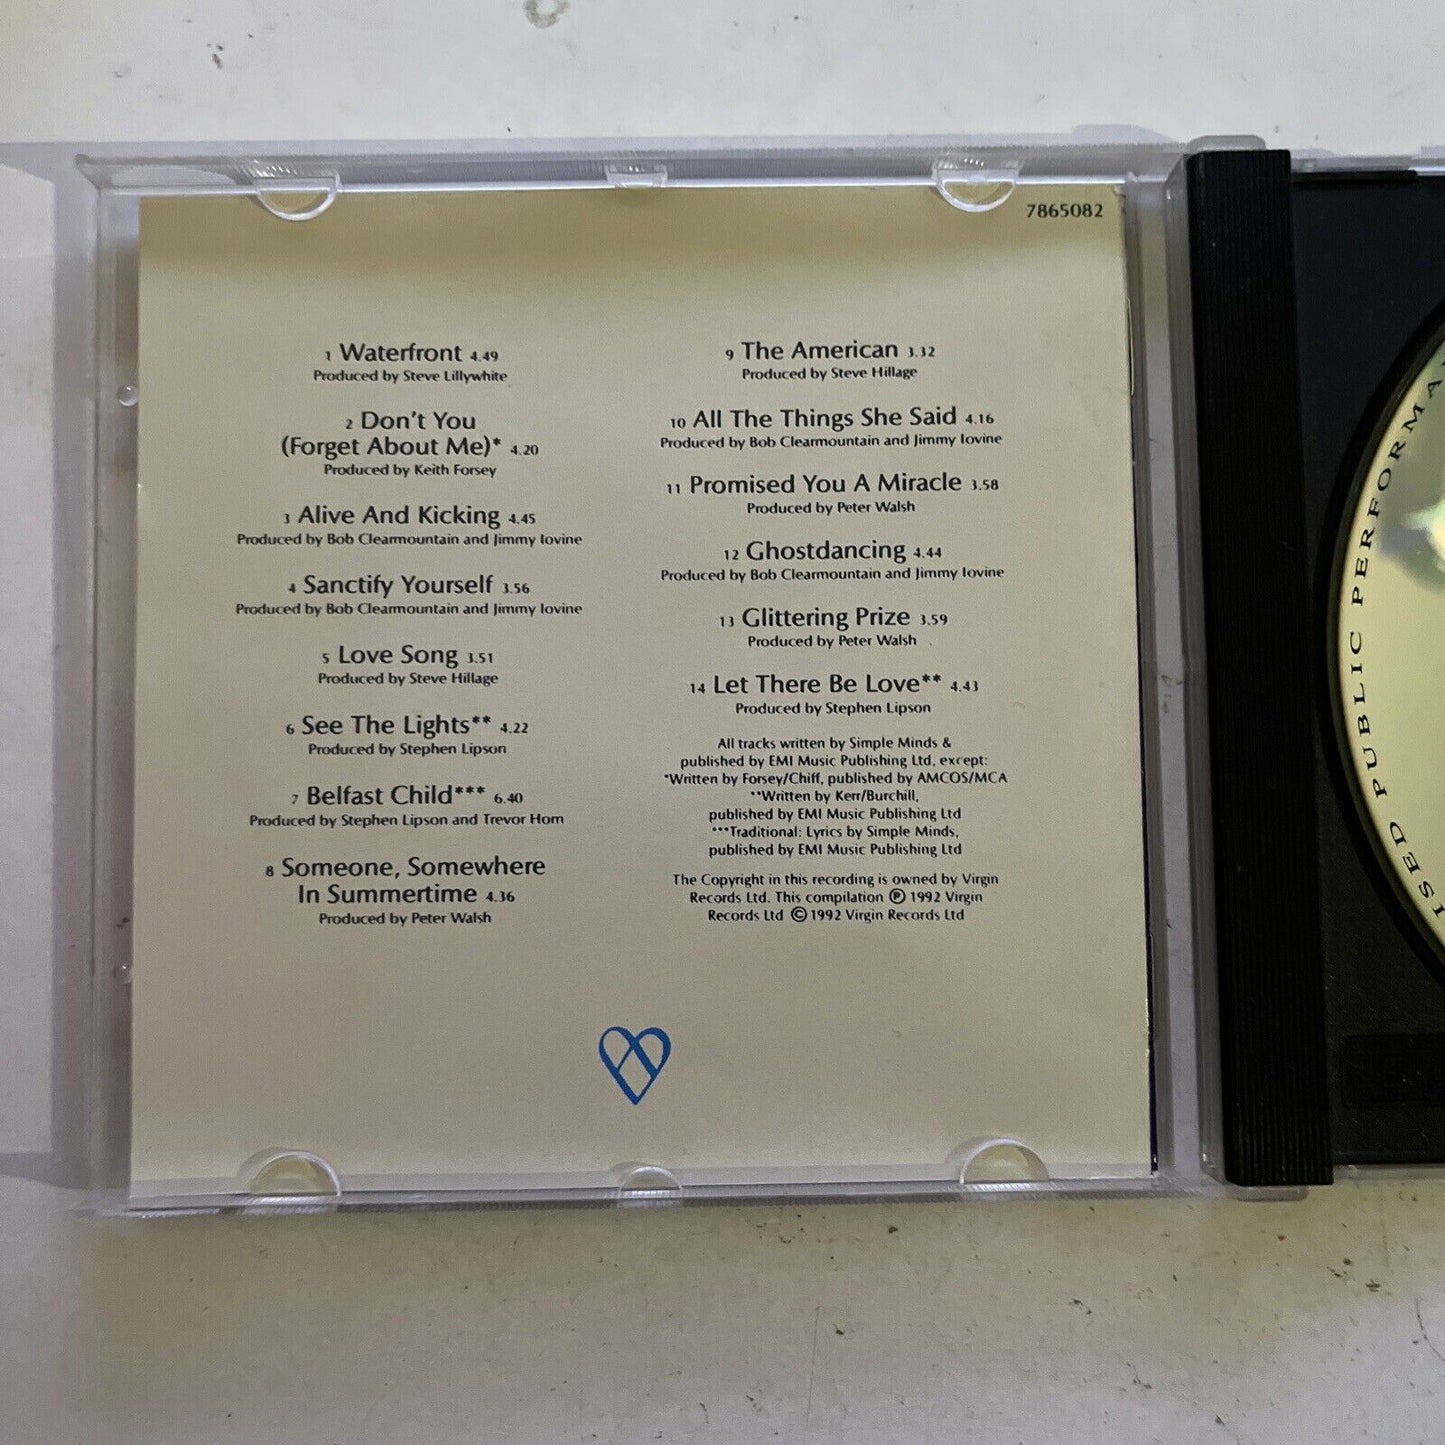 7865082
1 Waterfront 4.49
Produced by Steve Lillywhite
2 Don't You
(Forget About Me)* 4.20
Produced by Keith Forsey
3 Alive And Kicking 4.45
Produced by Bob Clearmountain and Jimmy Iovine
4 Sanctify Yourself 3.56
Produced by Bob Clearmountain and Jimmy Iovine
5 Love Song 3.51
Produced by Steve Hillage
6 See The Lights** 4.22
Produced by Stephen Lipson
7 Belfast Child*** 6.40
Produced by Stephen Lipson and Trevor Horn
8 Someone, Somewhere
In Summertime 4.36
Produced by Peter Walsh
9 The American 3.32
Produced by Steve Hillage
10 All The Things She Said 4.16
Produced by Bob Clearmountain and Jimmy Iovine
11 Promised You A Miracle 3.58
Produced by Peter Walsh
12 Ghostdancing 4.44
Produced by Bob Clearmountain and Jimmy Iovine
13 Glittering Prize 3.59
Produced by Peter Walsh
14 Let There Be Love** 4.43
Produced by Stephen Lipson
All tracks written by Simple Minds &
published by EMI Music Publishing Ltd, except:
*Written by Forsey/Chiff, published by AMCOS/MCA
**Written by Kerr/Burchill,
published by EMI Music Publishing Ltd
***Traditional: Lyrics by Simple Minds,
published by EMI Music Publishing Ltd
The Copyright in this recording is owned by Virgin
Records Ltd. This compilation ℗ 1992 Virgin
Records Ltd © 1992 Virgin Records Ltd
ISED PUBLIC PERFORMA